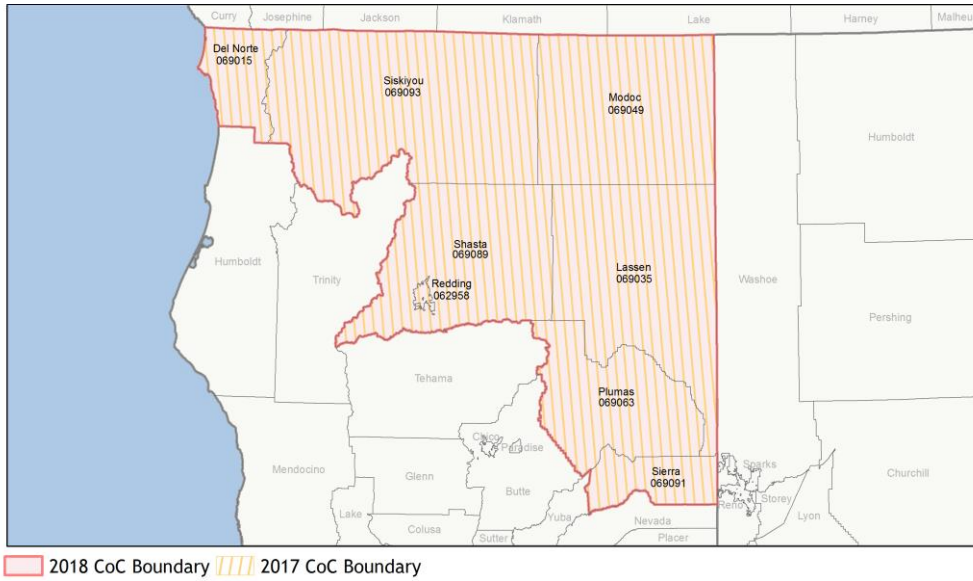 Curry
Josephine
Jackson
Klamath
Lake
Harney
Malheu
Del Norte
069015
Siskiyou
069093
Modoc
069049
Humboldt
Shasta
069089
Lassen
069035
Washoe
Humboldt
Trinity
Redding
062958
Pershing
Tehama
Plumas
069063
Chico
Paradise
Mendocino
Glenn
Butte
Sierra
069091
Sparks
Reno
Storey
Churchill
Lake
Colusa
Sutter
Yuba
Nevada
Placer
Lyon
2018 CoC Boundary
2017 CoC Boundary